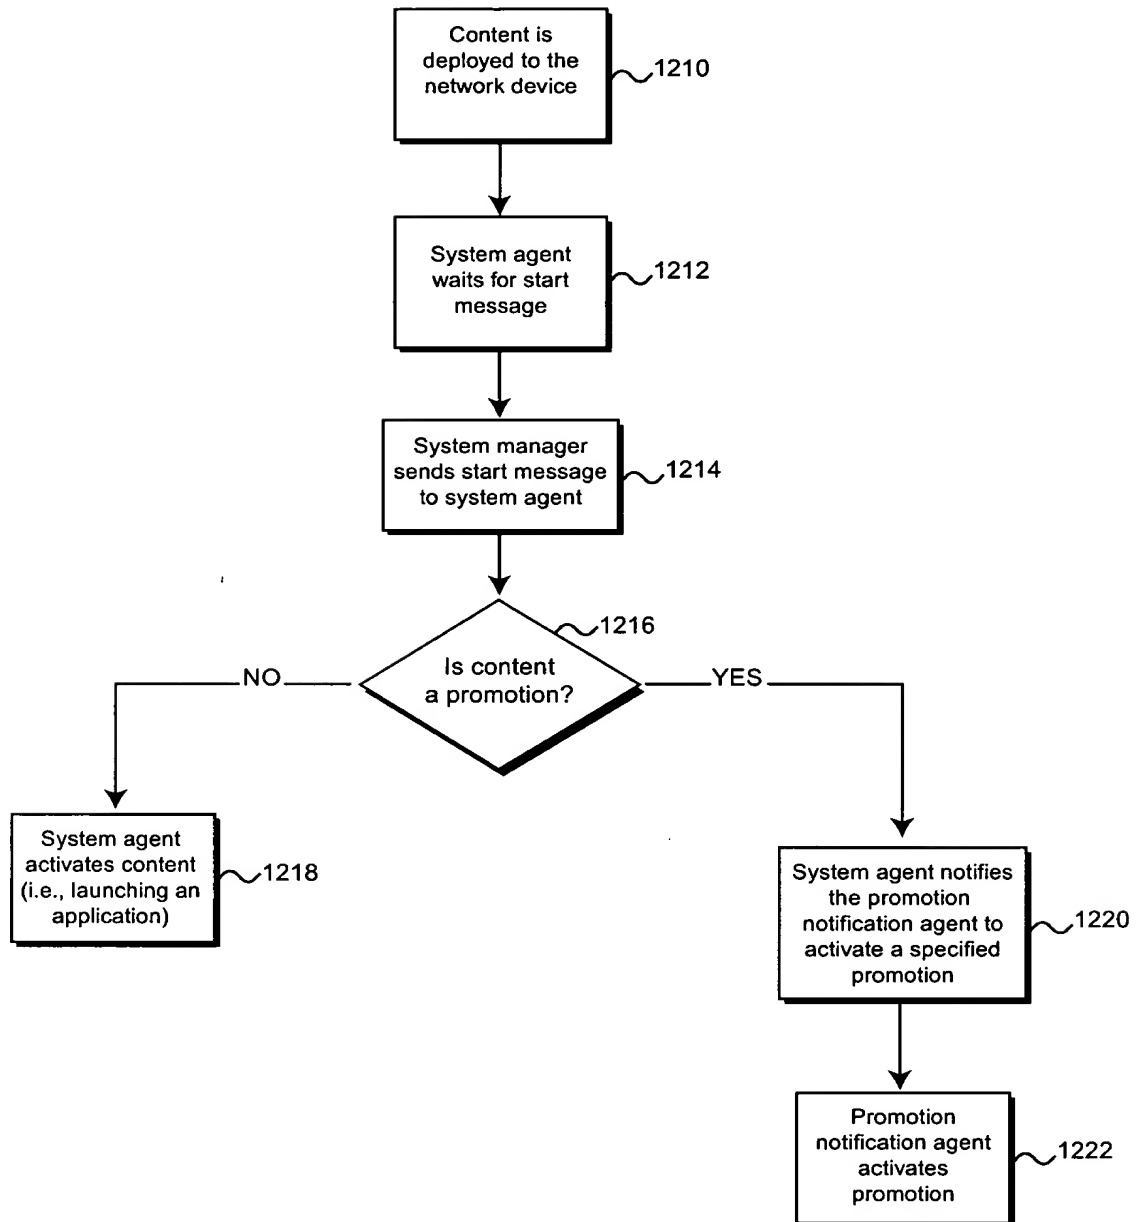 Content is
deployed to the
network device
1210
System agent
waits for start
message
1212
System manager
sends start message
to system agent
1214
1216
Is content
a promotion?
NO
YES
System agent
activates content
(i.e., launching an
application)
1218
System agent notifies
the promotion
notification agent to
activate a specified
promotion
1220
Promotion
notification agent
activates
promotion
1222